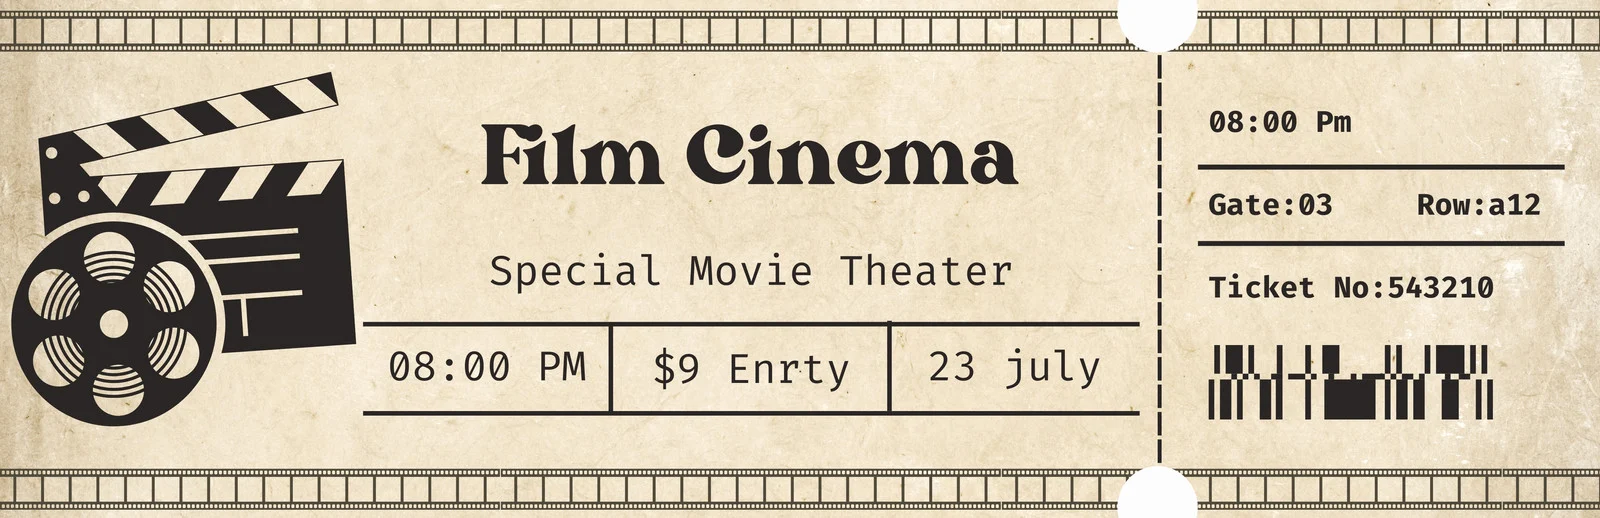 Film Cinema
Special Movie Theater
08:00 PM
$9 Enrty
23 july
08:00 Pm
Gate:03 Row:a12
Ticket No:543210